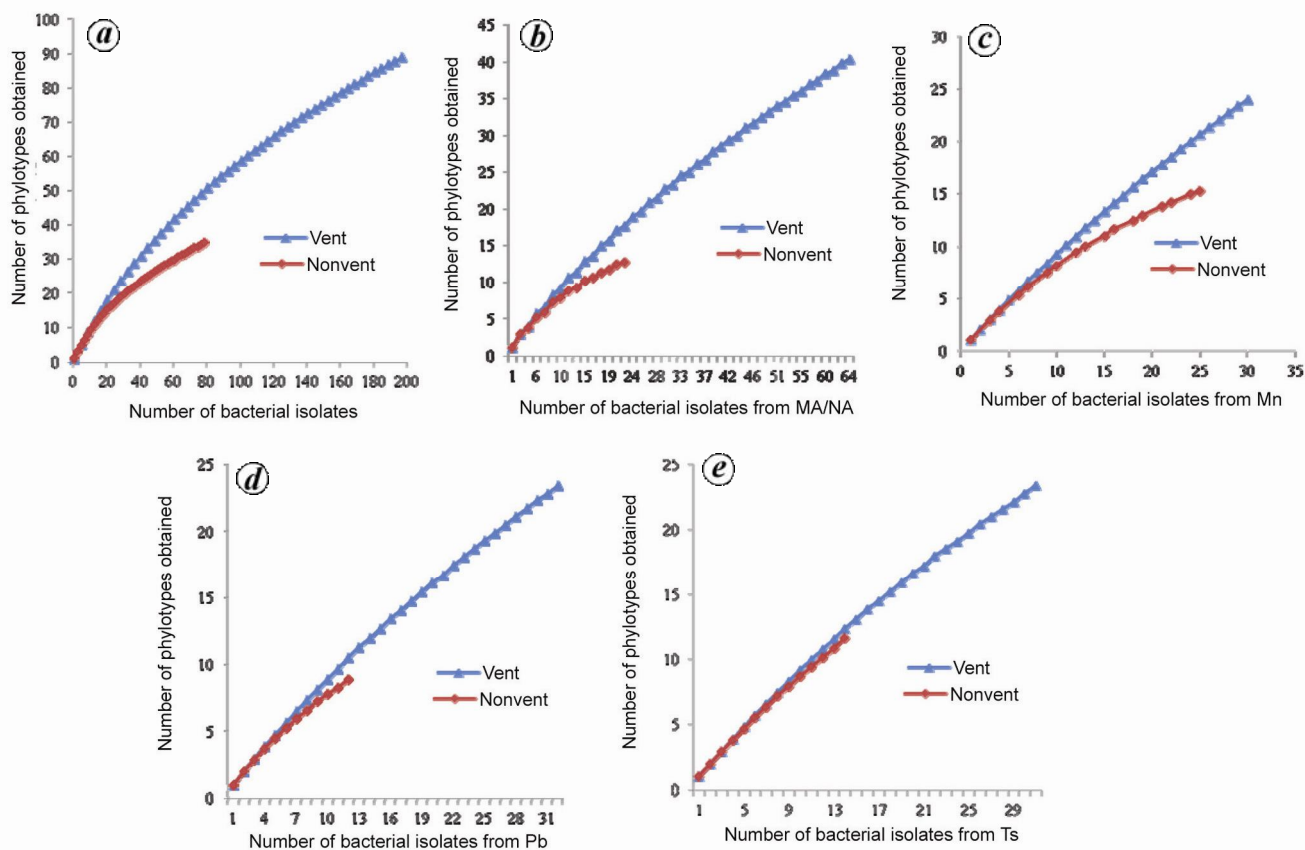 a
Number of phylotypes obtained
100
90
80
70
60
50
40
30
20
10
0
Vent
Nonvent
0 20 40 60 80 100 120 140 160 180 200
Number of bacterial isolates
b
Number of phylotypes obtained
45
40
35
30
25
20
15
10
5
0
Vent
Nonvent
1 6 10 15 19 24 28 33 37 42 46 51 55 60 64
Number of bacterial isolates from MA/NA
c
Number of phylotypes obtained
30
25
20
15
10
5
0
Vent
Nonvent
0 5 10 15 20 25 30 35
Number of bacterial isolates from Mn
d
Number of phylotypes obtained
25
20
15
10
5
0
Vent
Nonvent
1 4 7 10 13 16 19 22 25 28 31
Number of bacterial isolates from Pb
e
Number of phylotypes obtained
25
20
15
10
5
0
Vent
Nonvent
1 5 9 13 17 21 25 29
Number of bacterial isolates from Ts